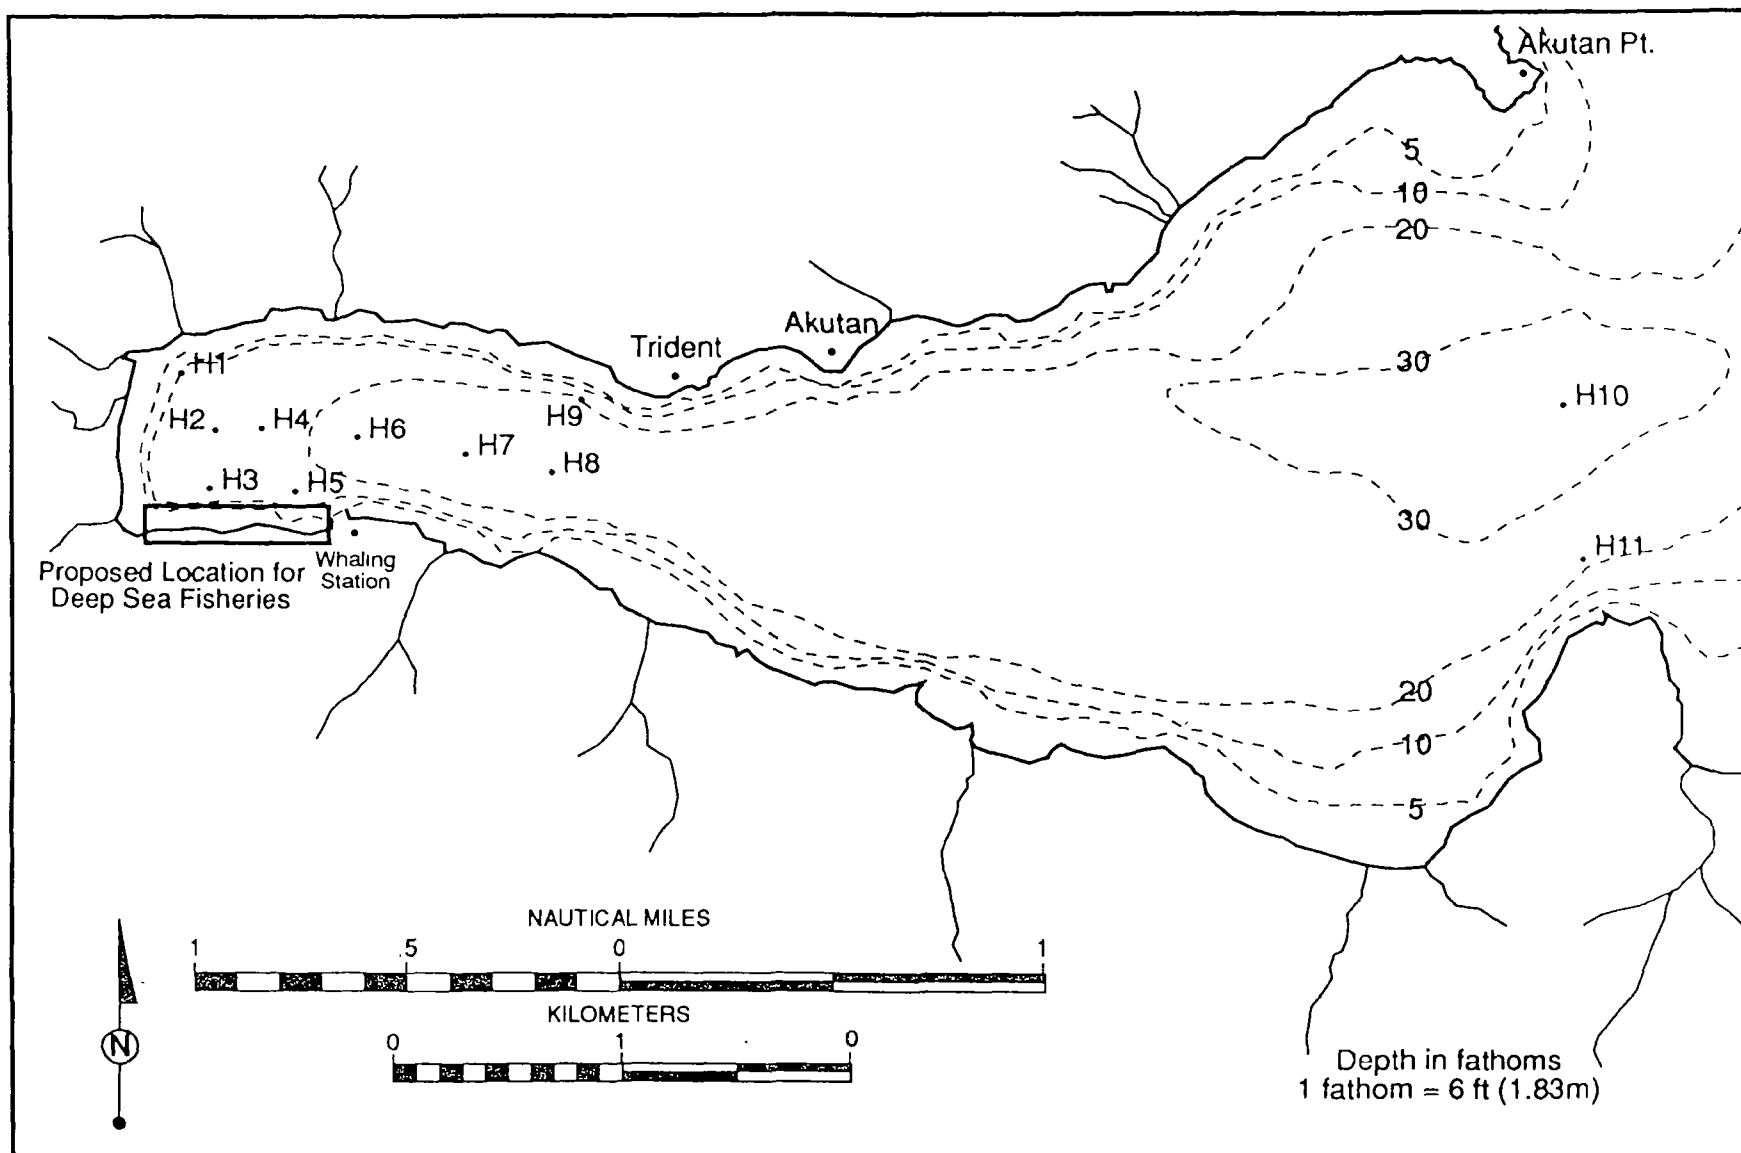 Akutan Pt.
5
10
20
Akutan
Trident
30
H1
H9
H10
H2
H4
H6
H7
H8
H3
H5
30
H11
Whaling
Station
Proposed Location for
Deep Sea Fisheries
20
10
5
NAUTICAL MILES
1 .5 0 1
KILOMETERS
0 1 0
N
Depth in fathoms
1 fathom = 6 ft (1.83m)